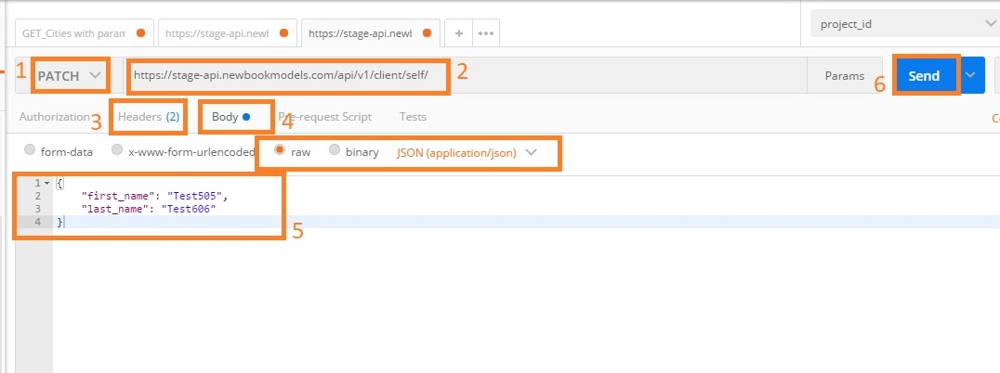 project_id
GET_Cities with param
https://stage-api.newl
https://stage-api.newl
+ •••
1 PATCH https://stage-api.newbookmodels.com/api/v1/client/self/ 2 Params 6 Send
Authorization 3 Headers (2) Body 4 Pre-request Script Tests
form-data x-www-form-urlencoded raw binary JSON (application/json)
1 {
2 "first_name": "Test505",
3 "last_name": "Test606"
4 }
5